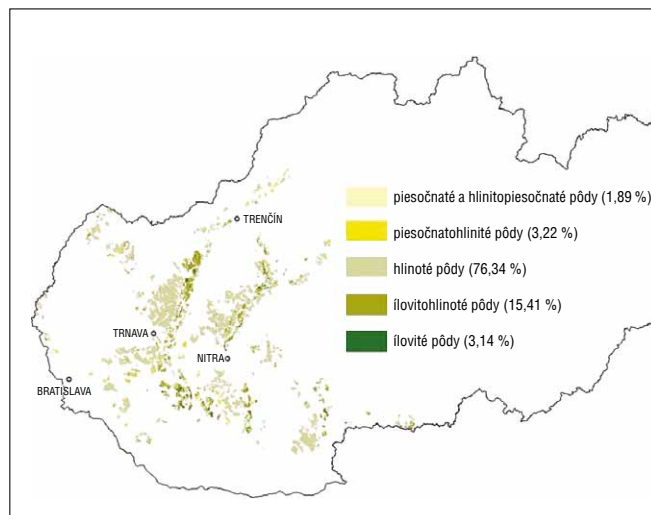 TRENČÍN
piesočnaté a hlinitopiesočnaté pôdy (1,89 %)
piesočnatohlinité pôdy (3,22 %)
hlinoté pôdy (76,34 %)
ílovitohlinoté pôdy (15,41 %)
ílovité pôdy (3,14 %)
TRNAVA
NITRA
BRATISLAVA